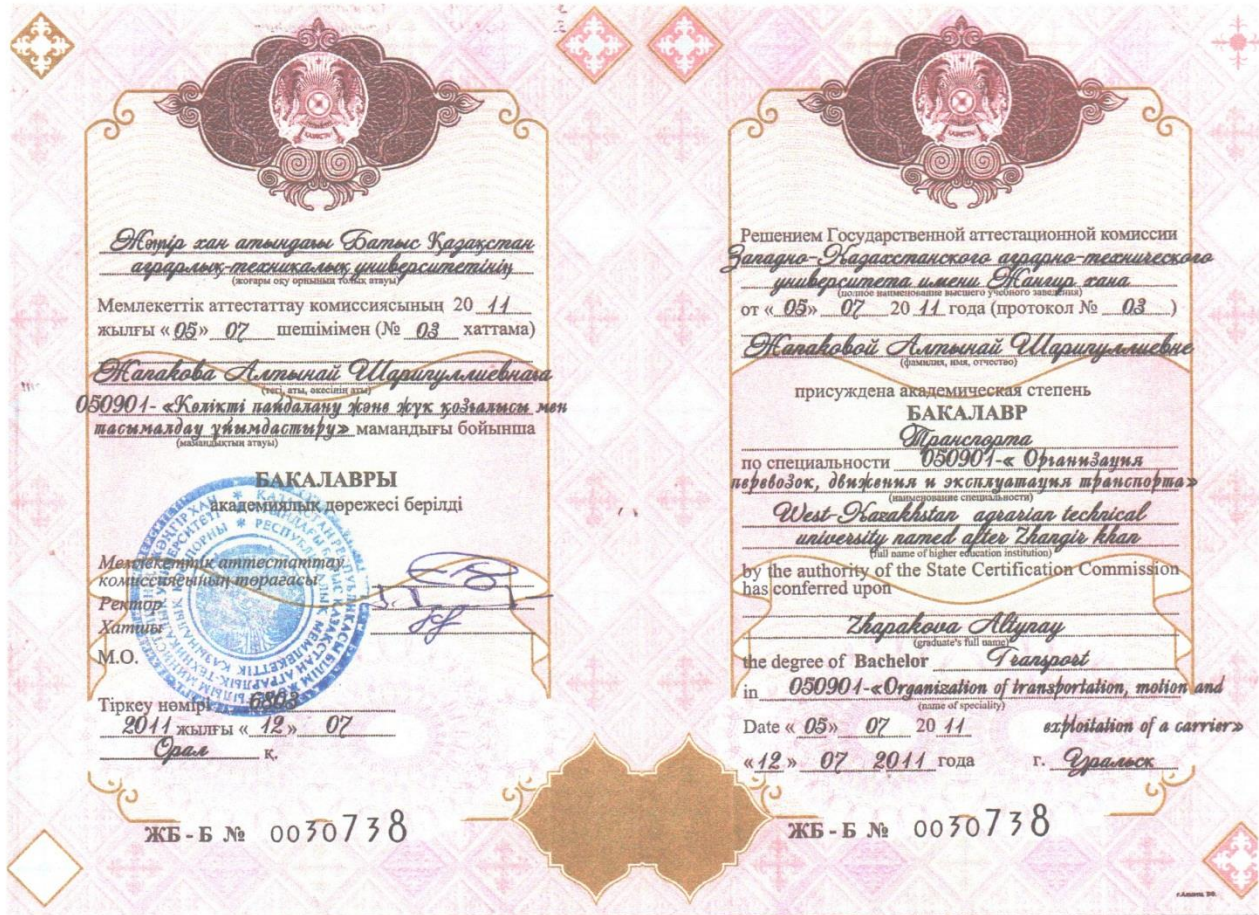 Жәңгір хан атындағы Батыс Қазақстан
аграрлық-техникалық университетінің
(жоғары оқу орнының толық атауы)
Мемлекеттік аттестаттау комиссиясының 20 11
жылғы « 05» 07 шешімімен (№ 03 хаттама)
Жапакова Алтынай Шарипуллиевнаға
(тегі, аты, әкесінің аты)
050901- «Көлікті пайдалану және жүк қозғалысы мен
тасымалдау ұйымдастыру» мамандығы бойынша
(мамандықтың атауы)
БАКАЛАВРЫ
академиялық дәрежесі берілді
Мемлекеттік аттестаттау
комиссиясының төрағасы
Ректор
Хатшы
М.О.
Тіркеу нөмірі 6803
2011 жылғы « 12 » 07
Орал қ.
ЖБ - Б № 0030738
Решением Государственной аттестационной комиссии
Западно-Казахстанского аграрно-технического
университета имени Жангир хана
(полное наименование высшего учебного заведения)
от « 05» 07 20 11 года (протокол № 03 )
Жапаковой Алтынай Шарипуллиевне
(фамилия, имя, отчество)
присуждена академическая степень
БАКАЛАВР
Транспорта
по специальности 050901-« Организация
перевозок, движения и эксплуатация транспорта»
(наименование специальности)
West-Kazakhstan agrarian technical
university named after Zhangir khan
(full name of higher education institution)
by the authority of the State Certification Commission
has conferred upon
Zhapakova Altynay
(graduate's full name)
the degree of Bachelor Transport
in 050901-«Organization of transportation, motion and
(name of speciality)
Date « 05» 07 20 11 exploitation of a carrier»
«12 » 07 2011 года г. Уральск
ЖБ - Б № 0030738